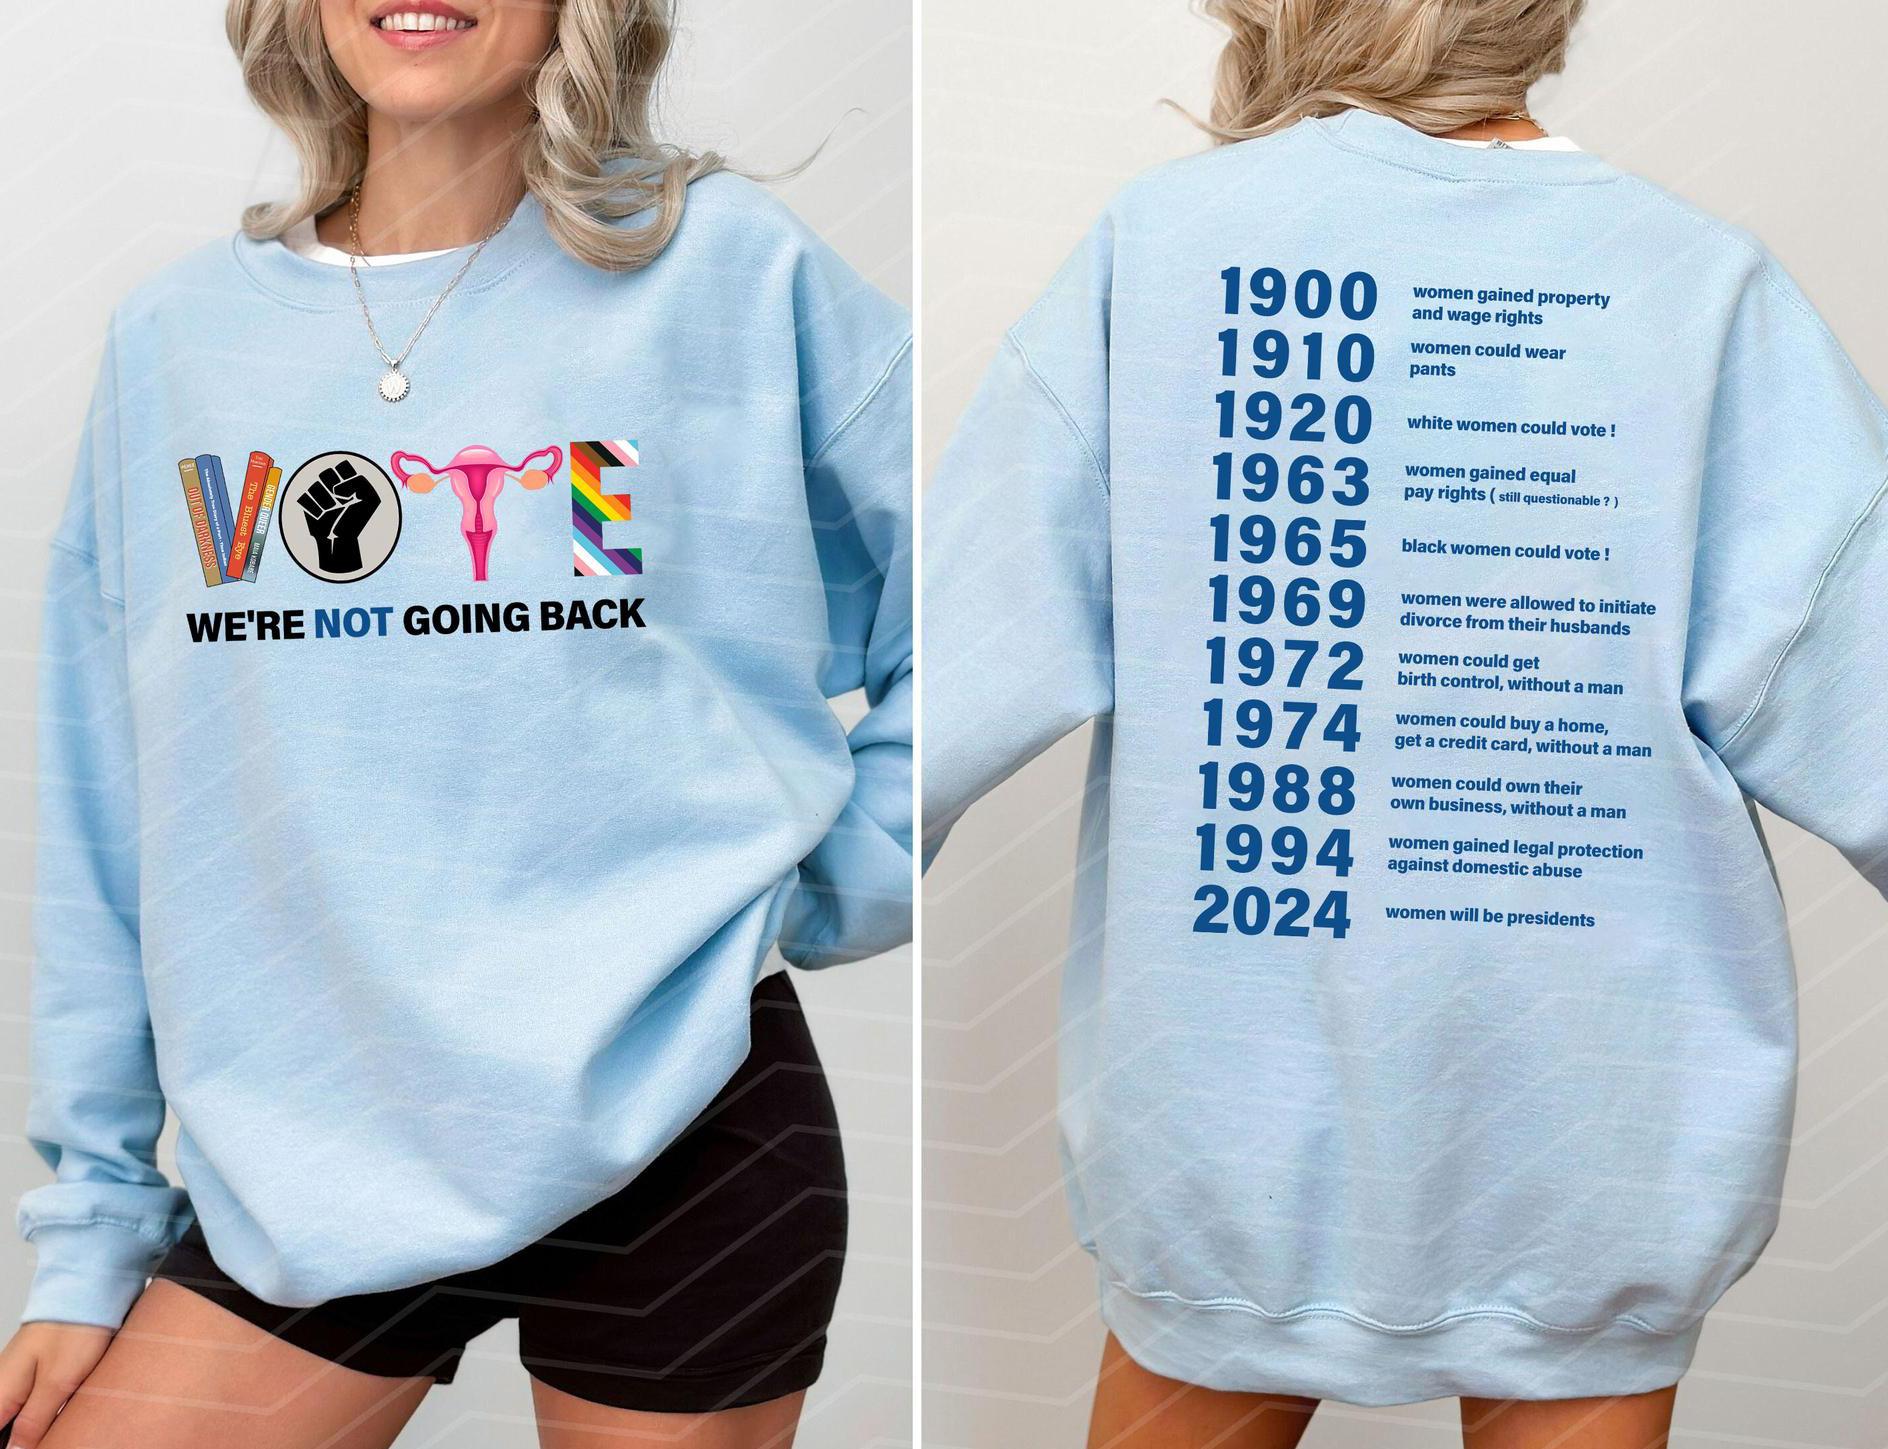 VOTE
PEREZ
OUT OF DARKNESS
The Bluest Eye
GENDER QUEER
MAIA KOBABE
WE'RE NOT GOING BACK
1900 women gained property
and wage rights
1910 women could wear
pants
1920 white women could vote !
1963 women gained equal
pay rights ( still questionable ? )
1965 black women could vote !
1969 women were allowed to initiate
divorce from their husbands
1972 women could get
birth control, without a man
1974 women could buy a home,
get a credit card, without a man
1988 women could own their
own business, without a man
1994 women gained legal protection
against domestic abuse
2024 women will be presidents